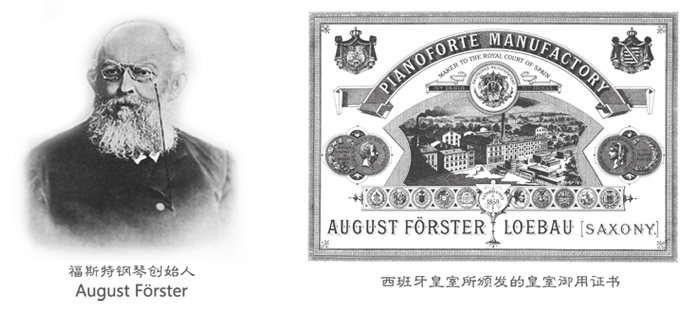 福斯特钢琴创始人
August Förster
PIANOFORTE MANUFACTORY
MAKER TO THE ROYAL COURT OF SPAIN
1859
AUGUST FÖRSTER LOEBAU [SAXONY]
西班牙皇室所颁发的皇室御用证书